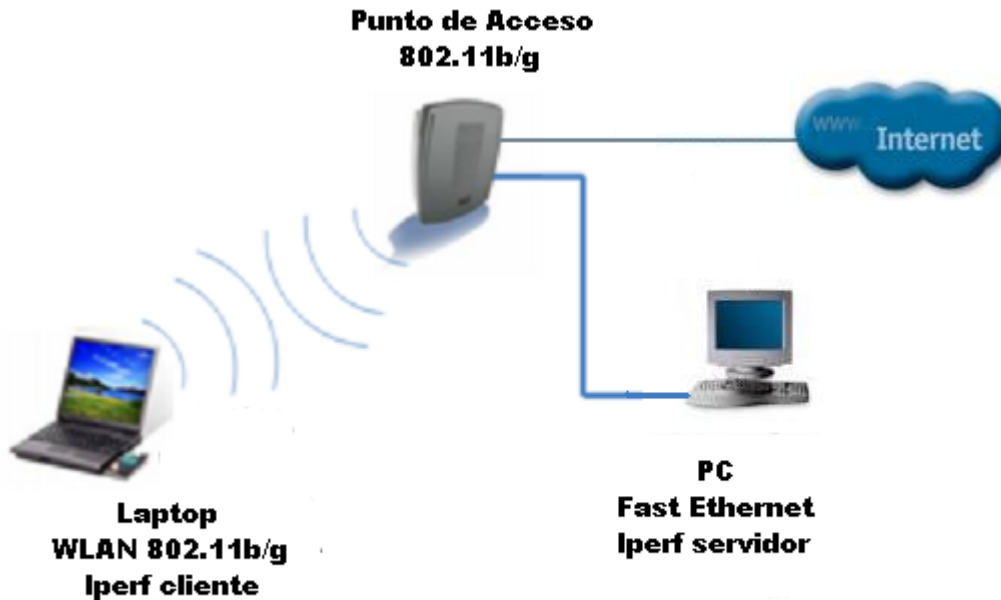 Punto de Acceso
802.11b/g
www.
Internet
PC
Fast Ethernet
Iperf servidor
Laptop
WLAN 802.11b/g
Iperf cliente